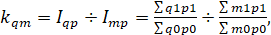 k_qm = I_qp ÷ I_mp = ∑q1p1/∑q0p0 ÷ ∑m1p1/∑m0p0,